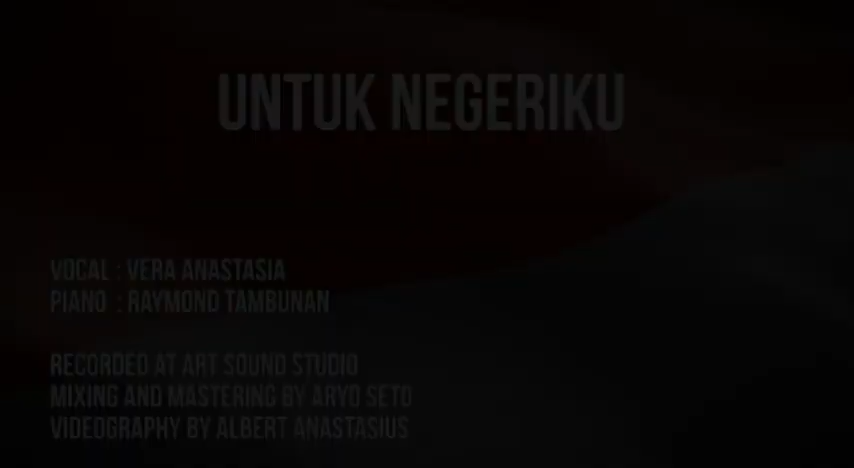 UNTUK NEGERIKU
VOCAL : VERA ANASTASIA
PIANO : RAYMOND TAMBUNAN
RECORDED AT ART SOUND STUDIO
MIXING AND MASTERING BY ARYO SETO
VIDEOGRAPHY BY ALBERT ANASTASIUS